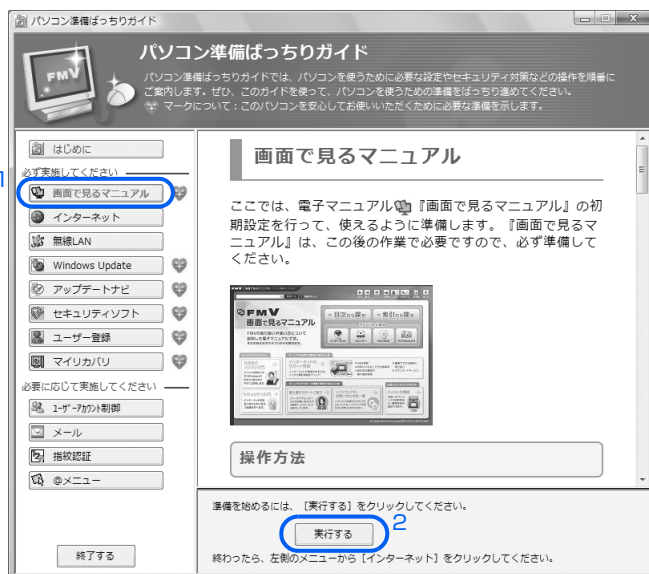 パソコン準備ばっちりガイド
パソコン準備ばっちりガイド
FMV
パソコン準備ばっちりガイドでは、パソコンを使うために必要な設定やセキュリティ対策などの操作を順番に
ご案内します。ぜひ、このガイドを使って、パソコンを使うための準備をばっちり進めてください。
マークについて：このパソコンを安心してお使いいただくために必要な準備を示します。
はじめに
必ず実施してください
1
画面で見るマニュアル
インターネット
無線LAN
Windows Update
アップデートナビ
セキュリティソフト
ユーザー登録
マイリカバリ
必要に応じて実施してください
ユーザーアカウント制御
メール
指紋認証
@メニュー
終了する
画面で見るマニュアル
ここでは、電子マニュアル『画面で見るマニュアル』の初
期設定を行って、使えるように準備します。『画面で見るマ
ニュアル』は、この後の作業で必要ですので、必ず準備して
ください。
FMV
画面で見るマニュアル
目次から探す
索引から探す
操作方法
準備を始めるには、［実行する］をクリックしてください。
実行する
2
終わったら、左側のメニューから［インターネット］をクリックしてください。